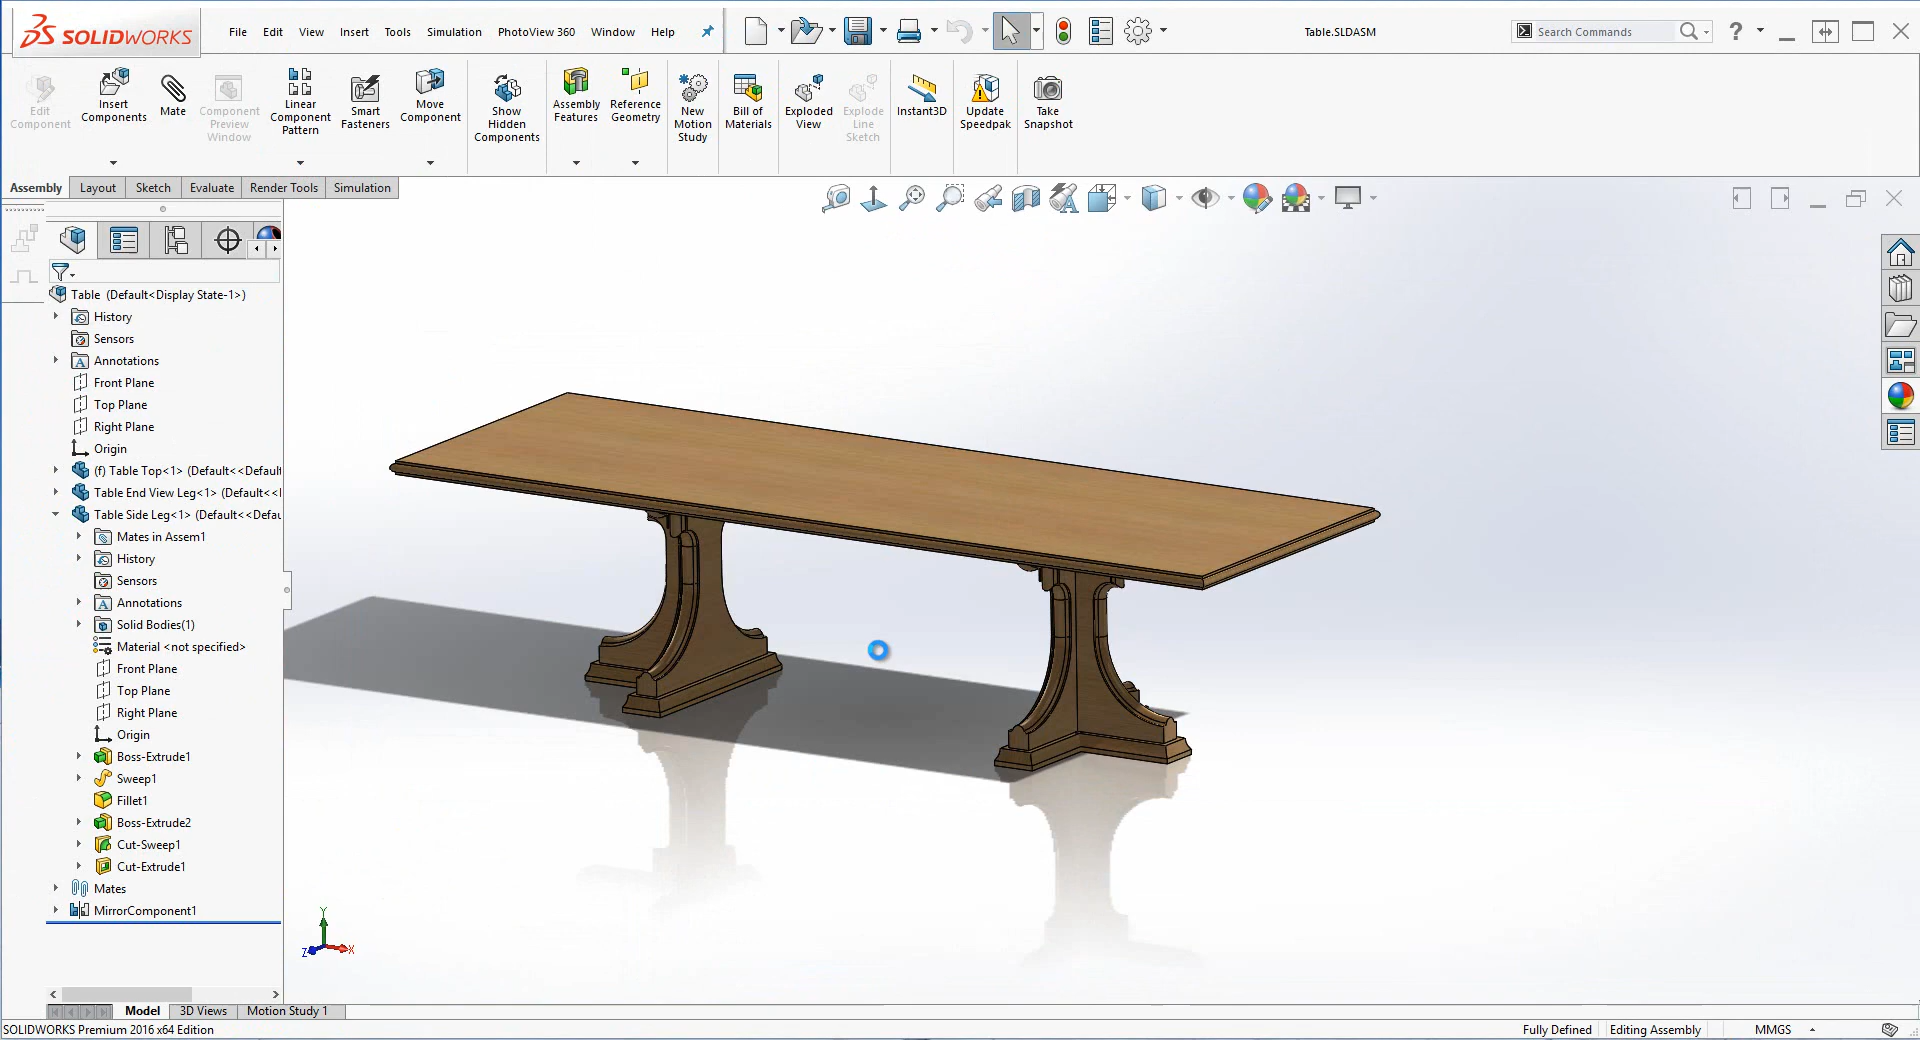 SOLIDWORKS
File Edit View Insert Tools Simulation PhotoView 360 Window Help
Table.SLDASM
Search Commands
?
Edit Component
Insert Components
Mate
Component Preview Window
Linear Component Pattern
Smart Fasteners
Move Component
Show Hidden Components
Assembly Features
Reference Geometry
New Motion Study
Bill of Materials
Exploded View
Explode Line Sketch
Instant3D
Update Speedpak
Take Snapshot
Assembly Layout Sketch Evaluate Render Tools Simulation
Table (Default<Display State-1>)
History
Sensors
Annotations
Front Plane
Top Plane
Right Plane
Origin
(f) Table Top<1> (Default<<Default
Table End View Leg<1> (Default<<
Table Side Leg<1> (Default<<Defau
Mates in Assem1
History
Sensors
Annotations
Solid Bodies(1)
Material <not specified>
Front Plane
Top Plane
Right Plane
Origin
Boss-Extrude1
Sweep1
Fillet1
Boss-Extrude2
Cut-Sweep1
Cut-Extrude1
Mates
MirrorComponent1
Y
Z X
Model 3D Views Motion Study 1
SOLIDWORKS Premium 2016 x64 Edition
Fully Defined Editing Assembly MMGS